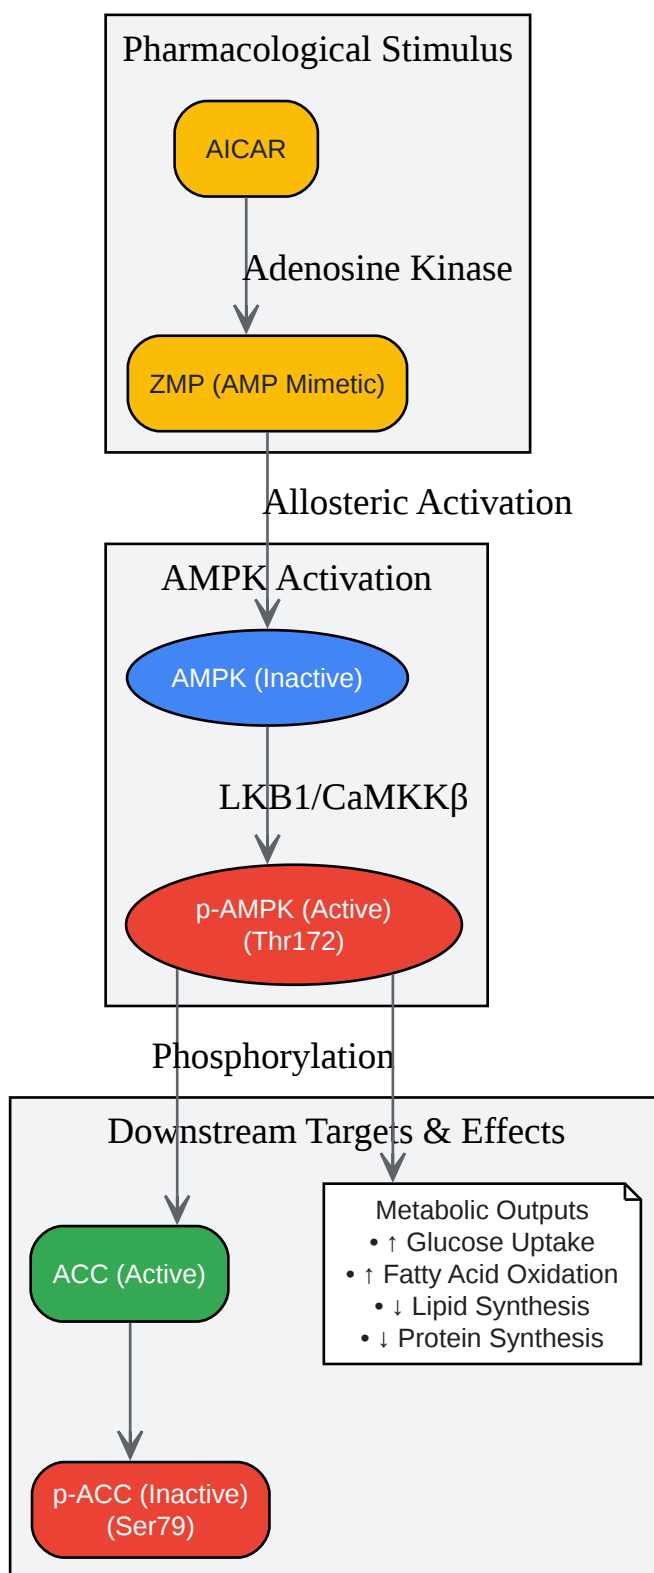 Pharmacological Stimulus
AICAR
Adenosine Kinase
ZMP (AMP Mimetic)
Allosteric Activation
AMPK Activation
AMPK (Inactive)
LKB1/CaMKKβ
p-AMPK (Active)
(Thr172)
Phosphorylation
Downstream Targets & Effects
Metabolic Outputs
• ↑ Glucose Uptake
• ↑ Fatty Acid Oxidation
• ↓ Lipid Synthesis
• ↓ Protein Synthesis
ACC (Active)
p-ACC (Inactive)
(Ser79)